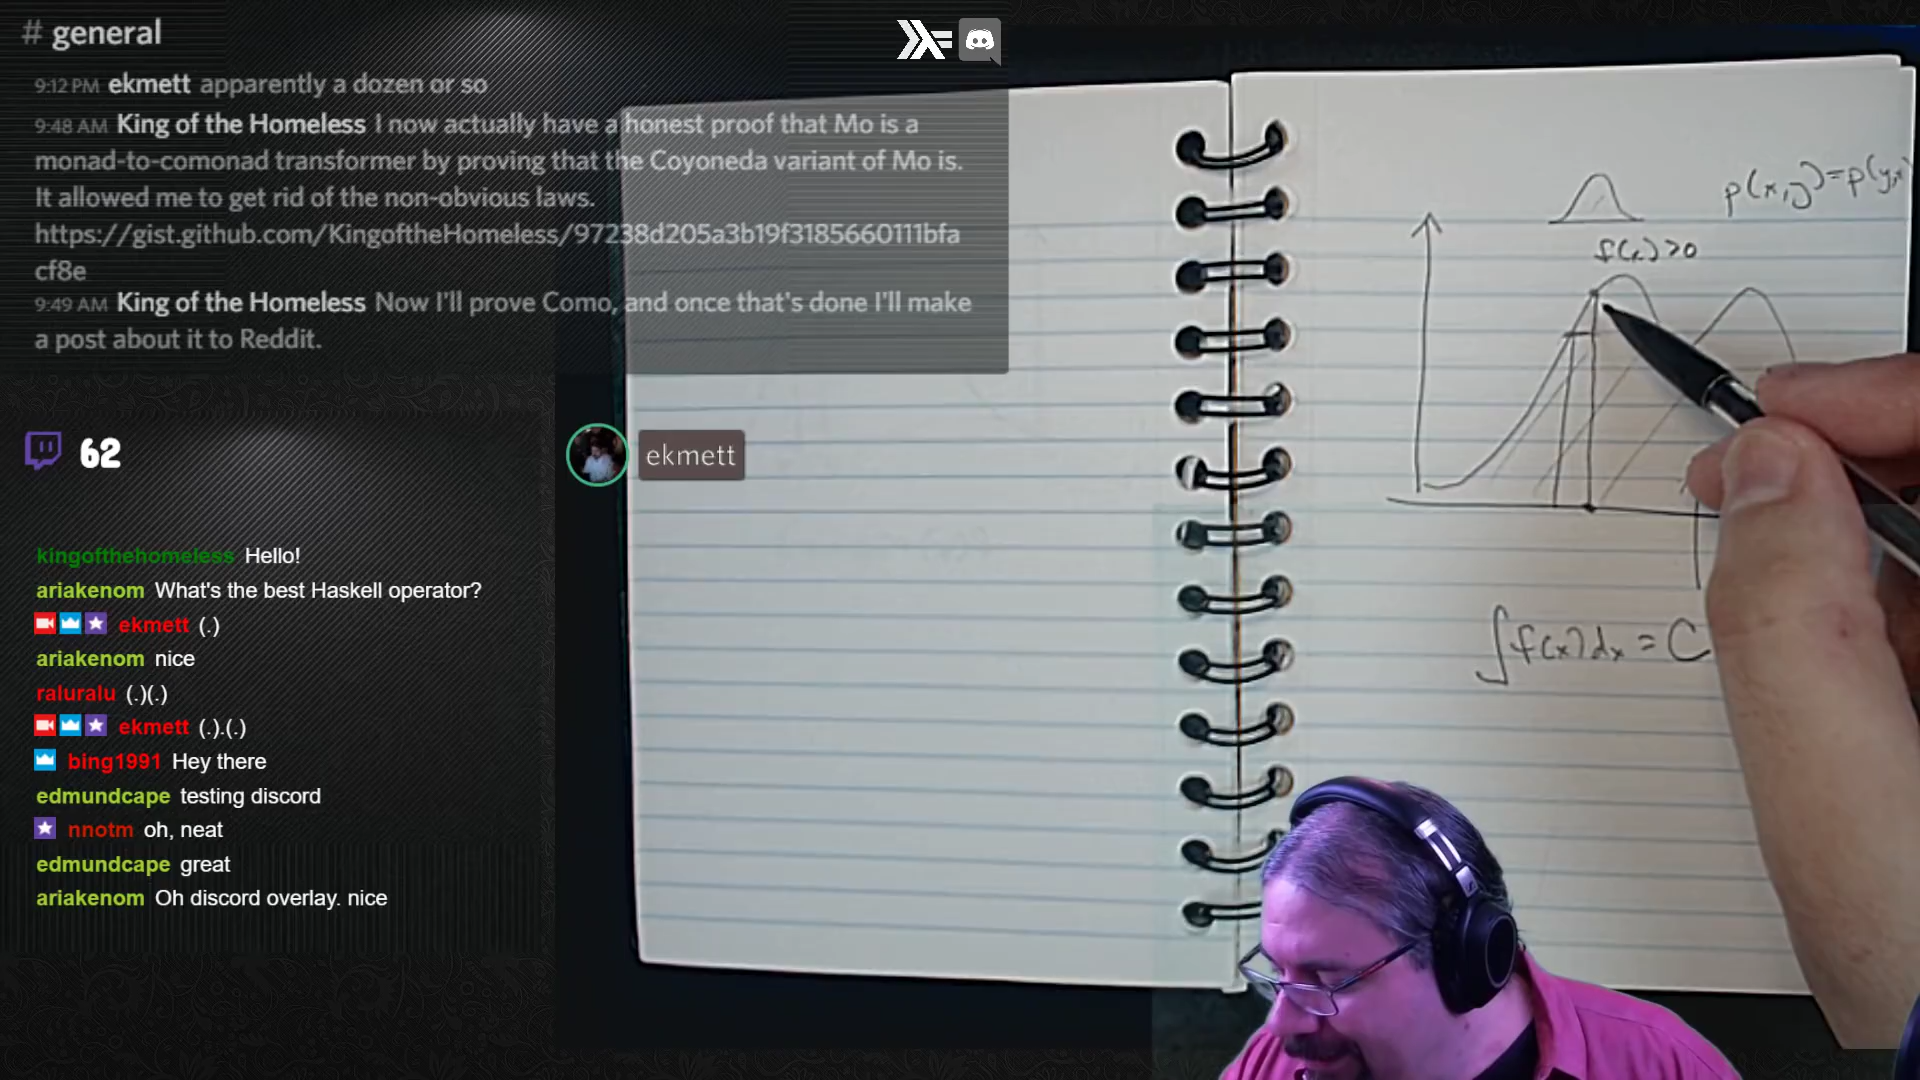 # general
9:12 PM ekmett apparently a dozen or so
9:48 AM King of the Homeless I now actually have a honest proof that Mo is a
monad-to-comonad transformer by proving that the Coyoneda variant of Mo is.
It allowed me to get rid of the non-obvious laws.
https://gist.github.com/KingoftheHomeless/97238d205a3b19f3185660111bfa
cf8e
9:49 AM King of the Homeless Now I'll prove Como, and once that's done I'll make
a post about it to Reddit.
62
ekmett
kingofthehomeless Hello!
ariakenom What's the best Haskell operator?
ekmett (.)
ariakenom nice
raluralu (.)(.)
ekmett (.).(.)
bing1991 Hey there
edmundcape testing discord
nnotm oh, neat
edmundcape great
ariakenom Oh discord overlay. nice
p(x,y)=p(y,x)
f(x)>0
∫f(x)dx = C